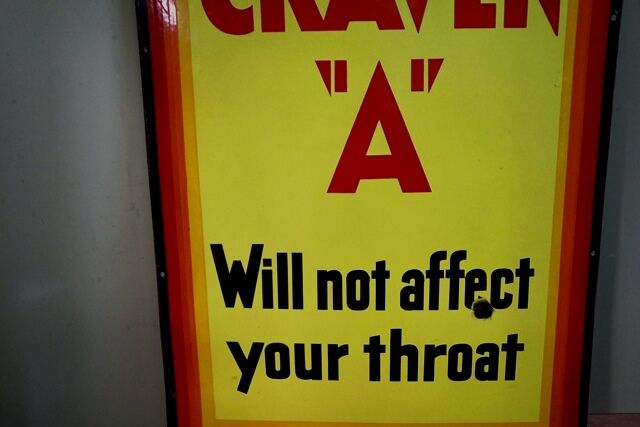 CRAVEN
"A"
Will not affect
your throat